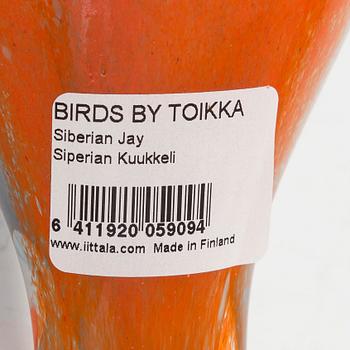 BIRDS BY TOIKKA
Siberian Jay
Siperian Kuukkeli
6 411920 059094
www.iittala.com Made in Finland